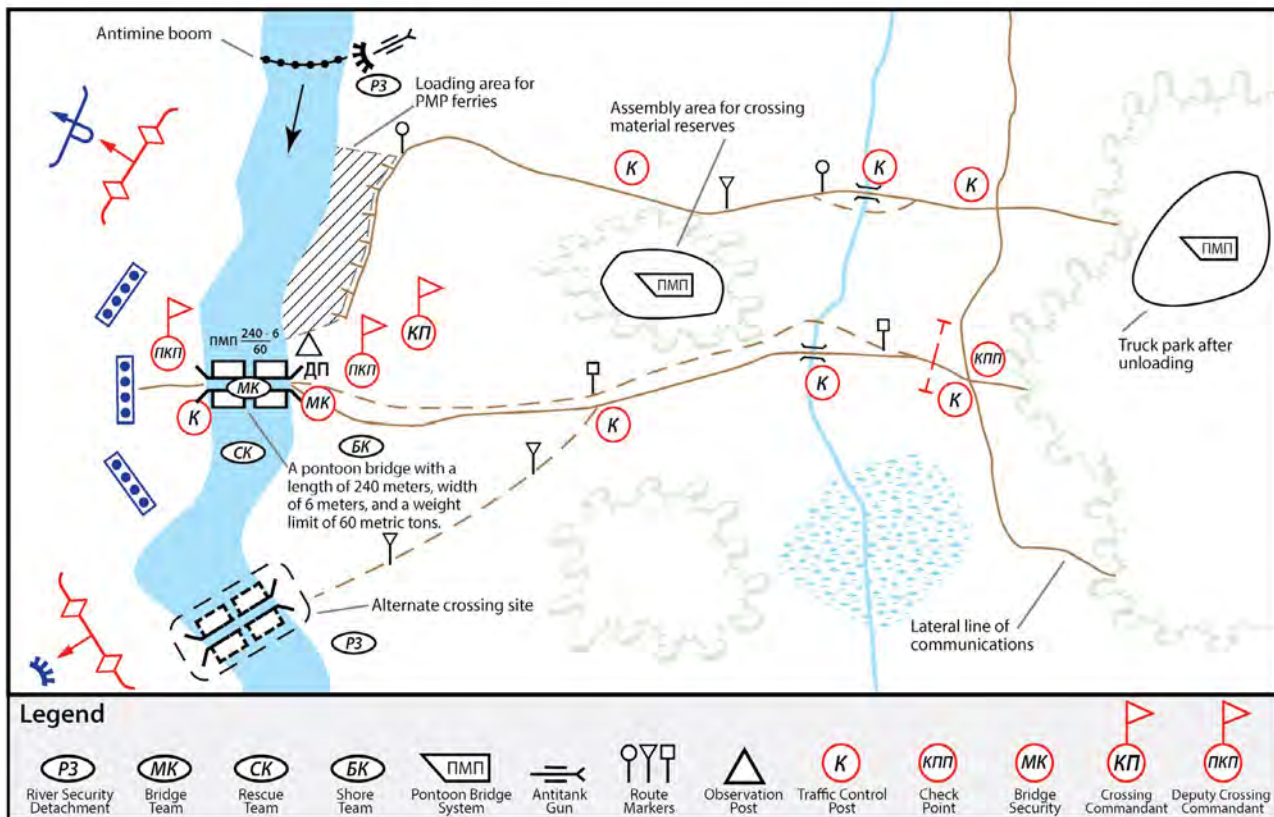 Antimine boom
РЗ
Loading area for
PMP ferries
Assembly area for crossing
material reserves
К
К
К
ПМП
ПМП
Truck park after
unloading
КП
ПКП
ПМП 240 · 6
60
ПКП
ДП
МК
МК
К
К
К
КПП
К
СК
БК
A pontoon bridge with a
length of 240 meters, width
of 6 meters, and a weight
limit of 60 metric tons.
Alternate crossing site
РЗ
Lateral line of
communications
Legend
РЗ
МК
СК
БК
ПМП
К
КПП
МК
КП
ПКП
River Security
Detachment
Bridge
Team
Rescue
Team
Shore
Team
Pontoon Bridge
System
Antitank
Gun
Route
Markers
Observation
Post
Traffic Control
Post
Check
Point
Bridge
Security
Crossing
Commandant
Deputy Crossing
Commandant